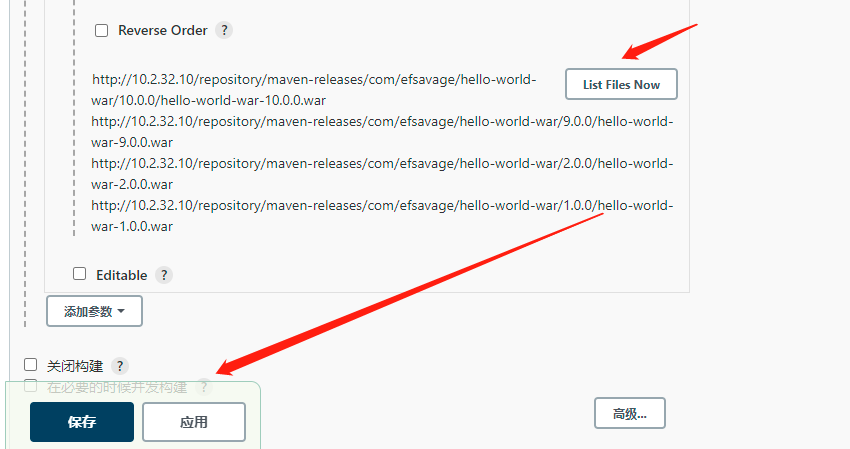 Reverse Order ?
http://10.2.32.10/repository/maven-releases/com/efsavage/hello-world-
war/10.0.0/hello-world-war-10.0.0.war
List Files Now
http://10.2.32.10/repository/maven-releases/com/efsavage/hello-world-war/9.0.0/hello-world-
war-9.0.0.war
http://10.2.32.10/repository/maven-releases/com/efsavage/hello-world-war/2.0.0/hello-world-
war-2.0.0.war
http://10.2.32.10/repository/maven-releases/com/efsavage/hello-world-war/1.0.0/hello-world-
war-1.0.0.war
Editable ?
添加参数
关闭构建 ?
在必要的时候并发构建 ?
保存 应用
高级...